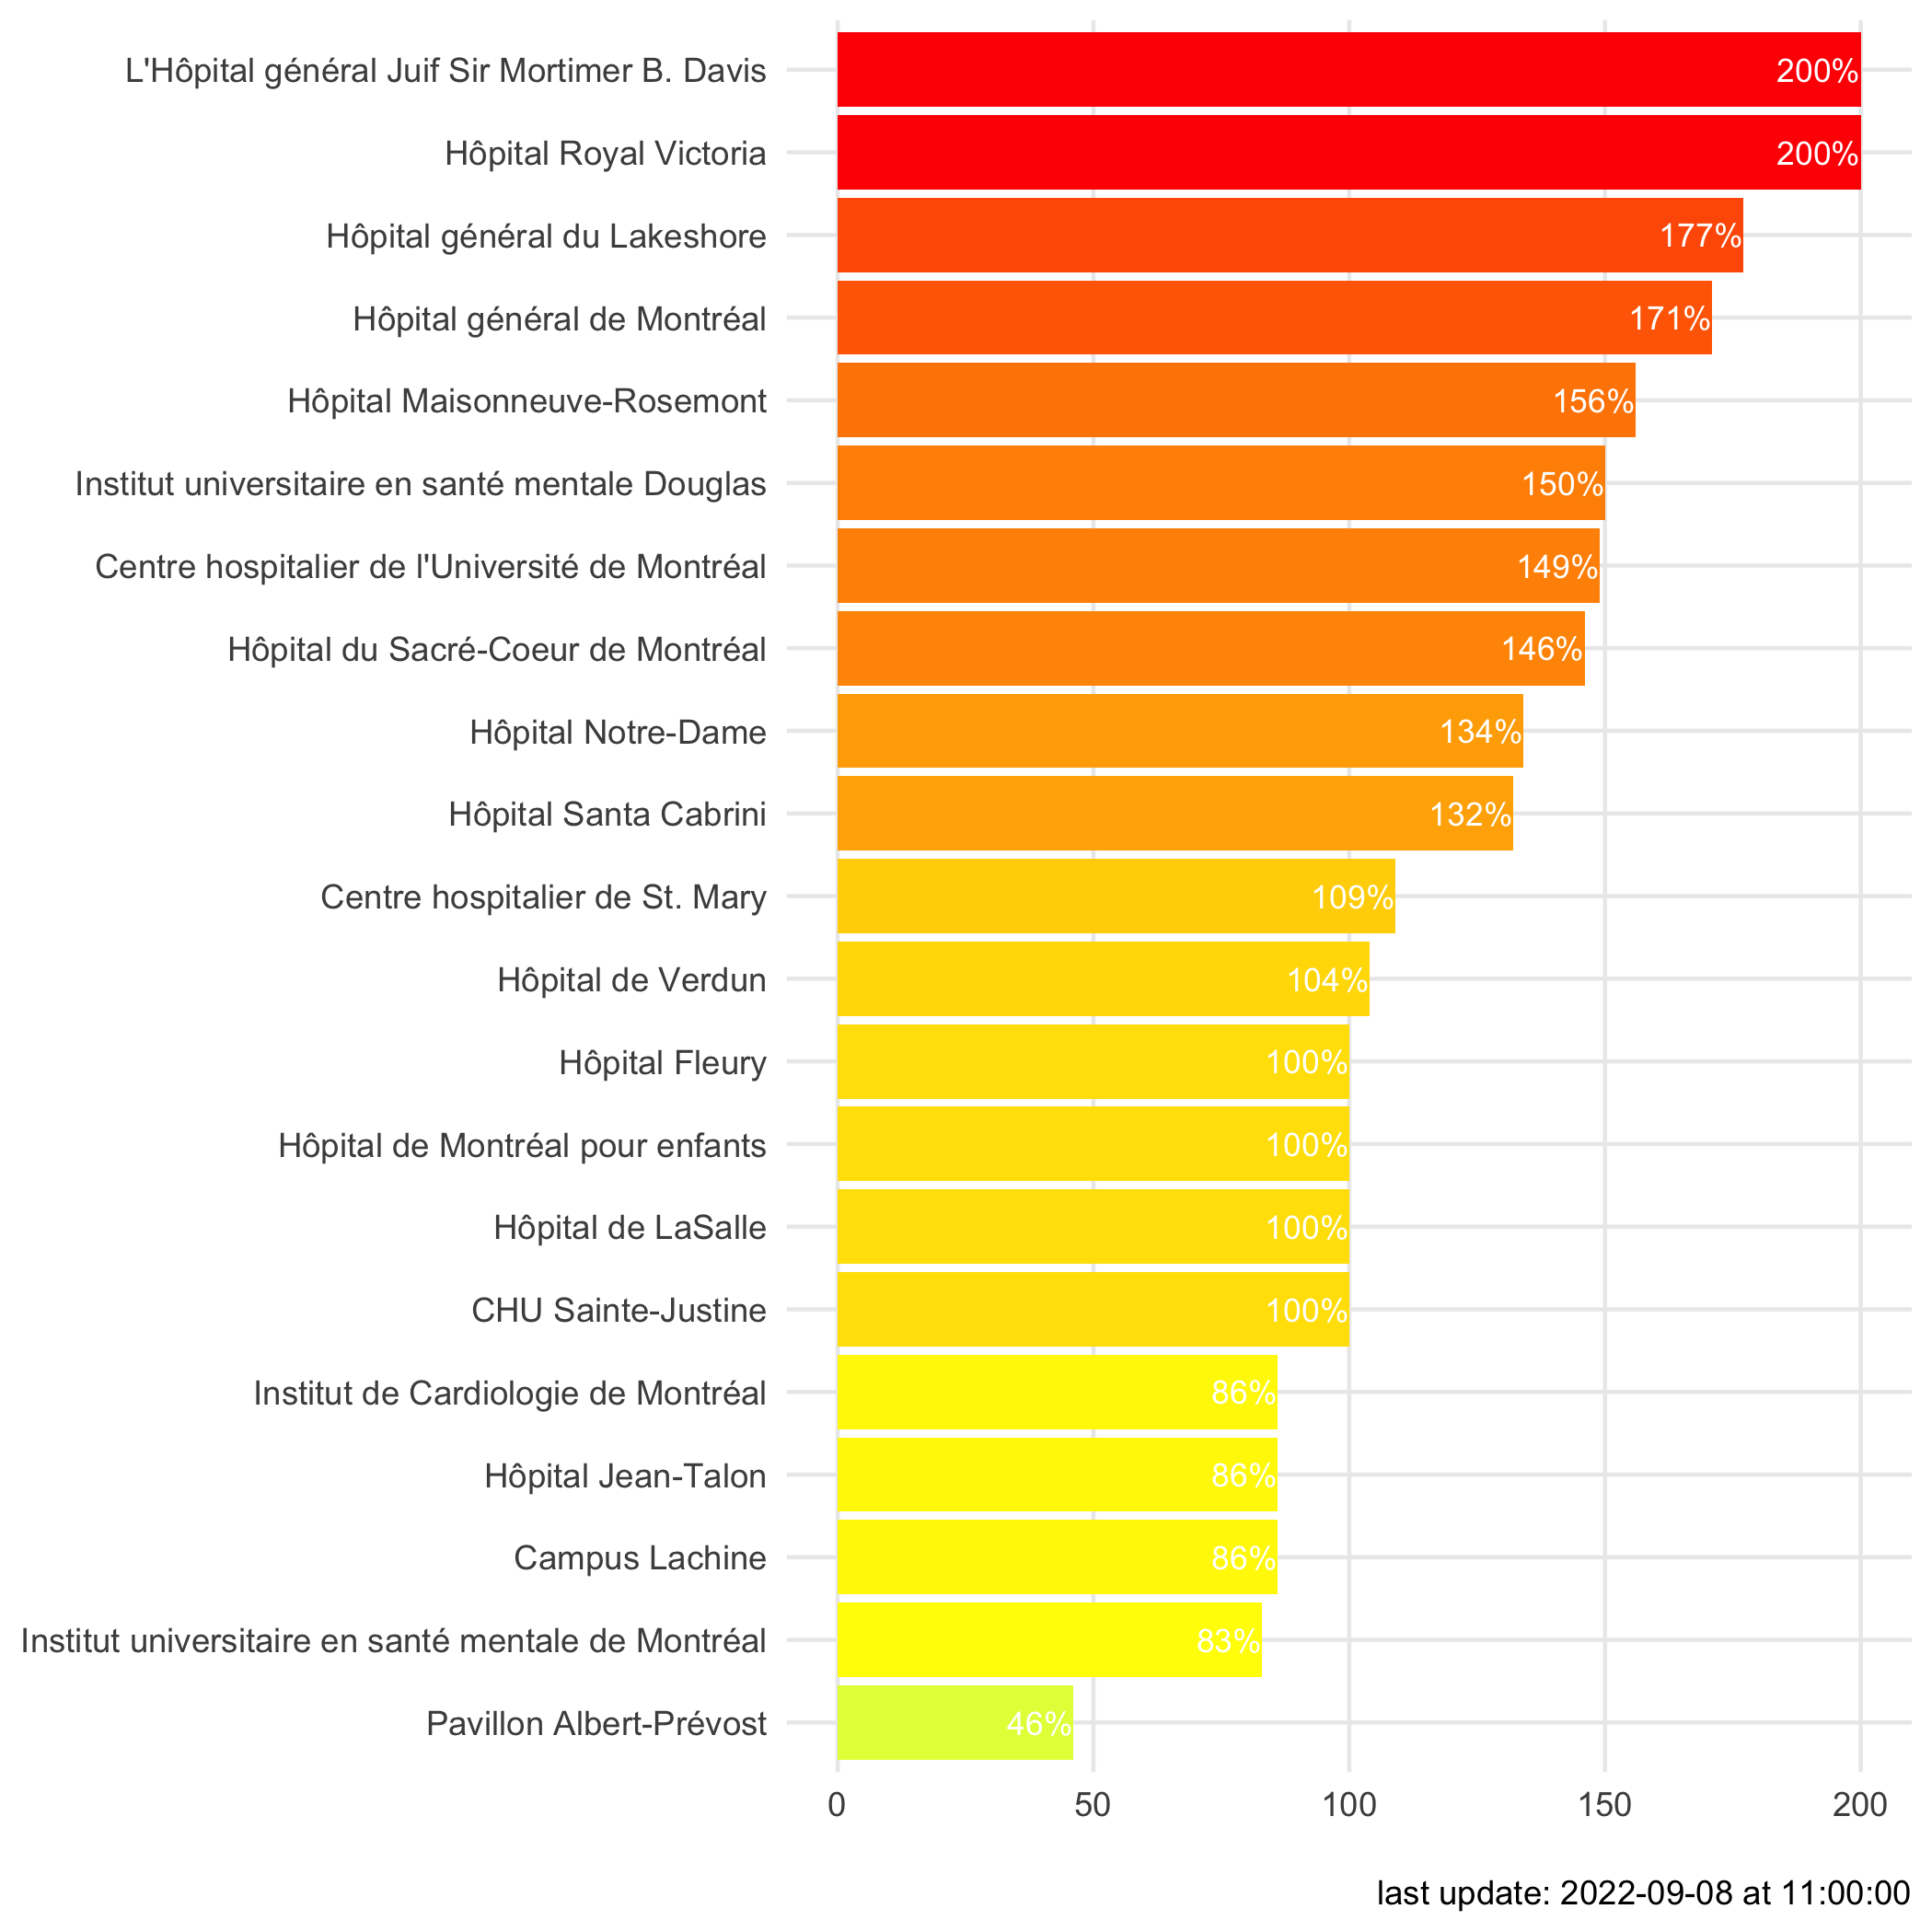 L'Hôpital général Juif Sir Mortimer B. Davis 200%
Hôpital Royal Victoria 200%
Hôpital général du Lakeshore 177%
Hôpital général de Montréal 171%
Hôpital Maisonneuve-Rosemont 156%
Institut universitaire en santé mentale Douglas 150%
Centre hospitalier de l'Université de Montréal 149%
Hôpital du Sacré-Coeur de Montréal 146%
Hôpital Notre-Dame 134%
Hôpital Santa Cabrini 132%
Centre hospitalier de St. Mary 109%
Hôpital de Verdun 104%
Hôpital Fleury 100%
Hôpital de Montréal pour enfants 100%
Hôpital de LaSalle 100%
CHU Sainte-Justine 100%
Institut de Cardiologie de Montréal 86%
Hôpital Jean-Talon 86%
Campus Lachine 86%
Institut universitaire en santé mentale de Montréal 83%
Pavillon Albert-Prévost 46%
0 50 100 150 200
last update: 2022-09-08 at 11:00:00